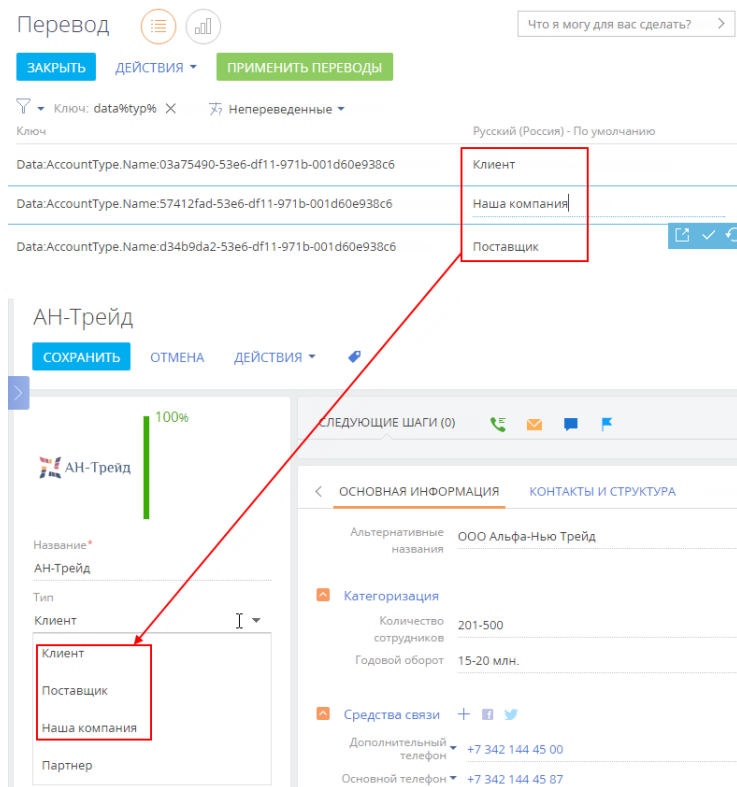 Перевод
Что я могу для вас сделать?
ЗАКРЫТЬ ДЕЙСТВИЯ ПРИМЕНИТЬ ПЕРЕВОДЫ
Ключ: data%typ% Непереведенные
Ключ Русский (Россия) - По умолчанию
Data:AccountType.Name:03a75490-53e6-df11-971b-001d60e938c6 Клиент
Data:AccountType.Name:57412fad-53e6-df11-971b-001d60e938c6 Наша компания
Data:AccountType.Name:d34b9da2-53e6-df11-971b-001d60e938c6 Поставщик
АН-Трейд
СОХРАНИТЬ ОТМЕНА ДЕЙСТВИЯ
100%
СЛЕДУЮЩИЕ ШАГИ (0)
АН-Трейд
ОСНОВНАЯ ИНФОРМАЦИЯ КОНТАКТЫ И СТРУКТУРА
Название*
АН-Трейд
Тип
Клиент
Клиент
Поставщик
Наша компания
Партнер
Альтернативные
названия
ООО Альфа-Нью Трейд
Категоризация
Количество
сотрудников
201-500
Годовой оборот 15-20 млн.
Средства связи
Дополнительный
телефон
+7 342 144 45 00
Основной телефон +7 342 144 45 87